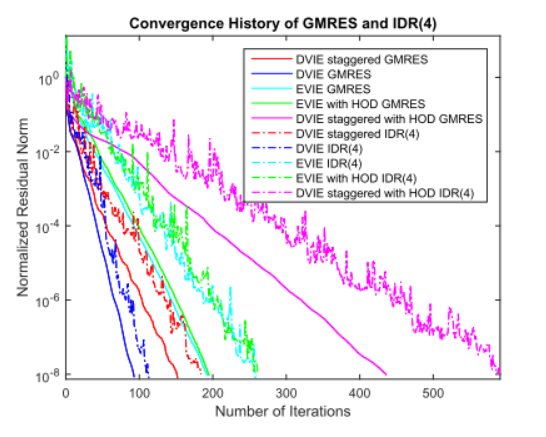 Convergence History of GMRES and IDR(4)
DVIE staggered GMRES
DVIE GMRES
EVIE GMRES
EVIE with HOD GMRES
DVIE staggered with HOD GMRES
DVIE staggered IDR(4)
DVIE IDR(4)
EVIE IDR(4)
EVIE with HOD IDR(4)
DVIE staggered with HOD IDR(4)
Normalized Residual Norm
10⁰
10⁻²
10⁻⁴
10⁻⁶
10⁻⁸
0 100 200 300 400 500
Number of Iterations